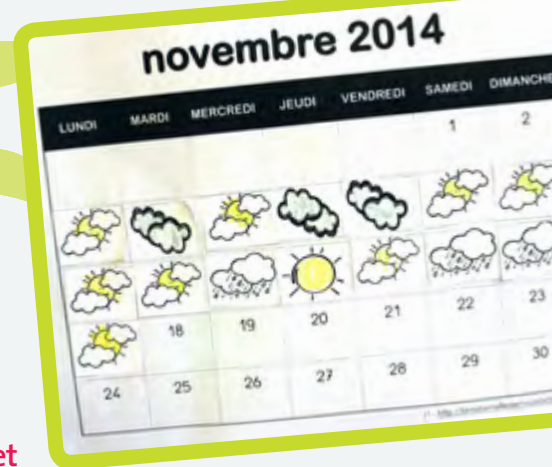 novembre 2014
LUNDI MARDI MERCREDI JEUDI VENDREDI SAMEDI DIMANCHE
1 2
18 19 20 21 22 23
24 25 26 27 28 29 30
et